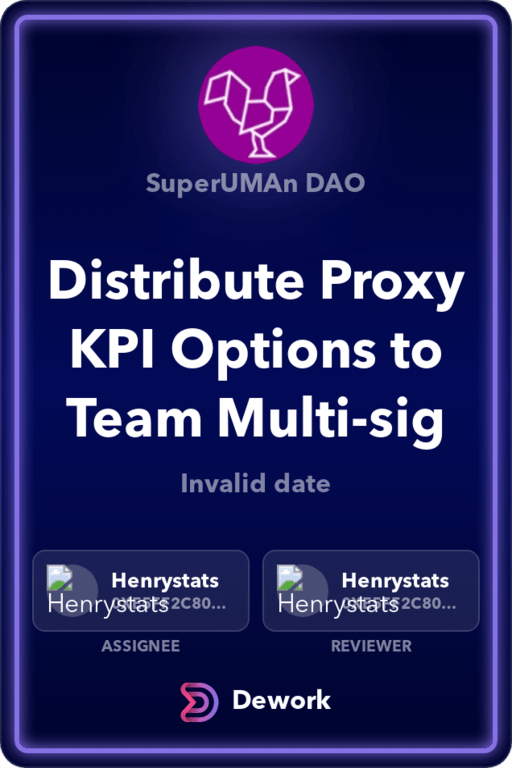 SuperUMAn DAO
Distribute Proxy
KPI Options to
Team Multi-sig
Invalid date
Henrystats
Henrystats
Henrystats
Henrystats
ASSIGNEE
REVIEWER
Dework